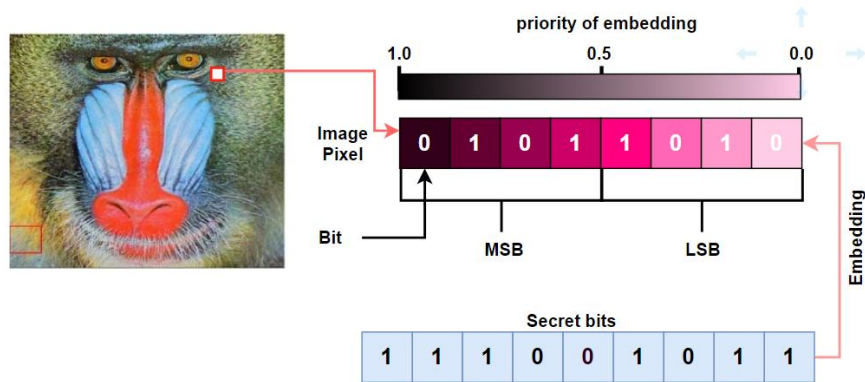 priority of embedding
1.0 0.5 0.0
Image
Pixel
0 1 0 1 1 0 1 0
Bit
MSB LSB
Embedding
Secret bits
1 1 1 0 0 1 0 1 1